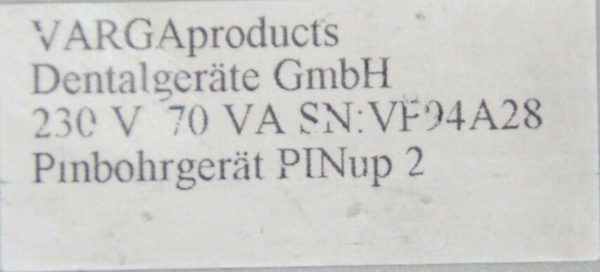 VARGAproducts
Dentalgeräte GmbH
230 V 70 VA SN:VF94A28
Pinbohrgerät PINup 2